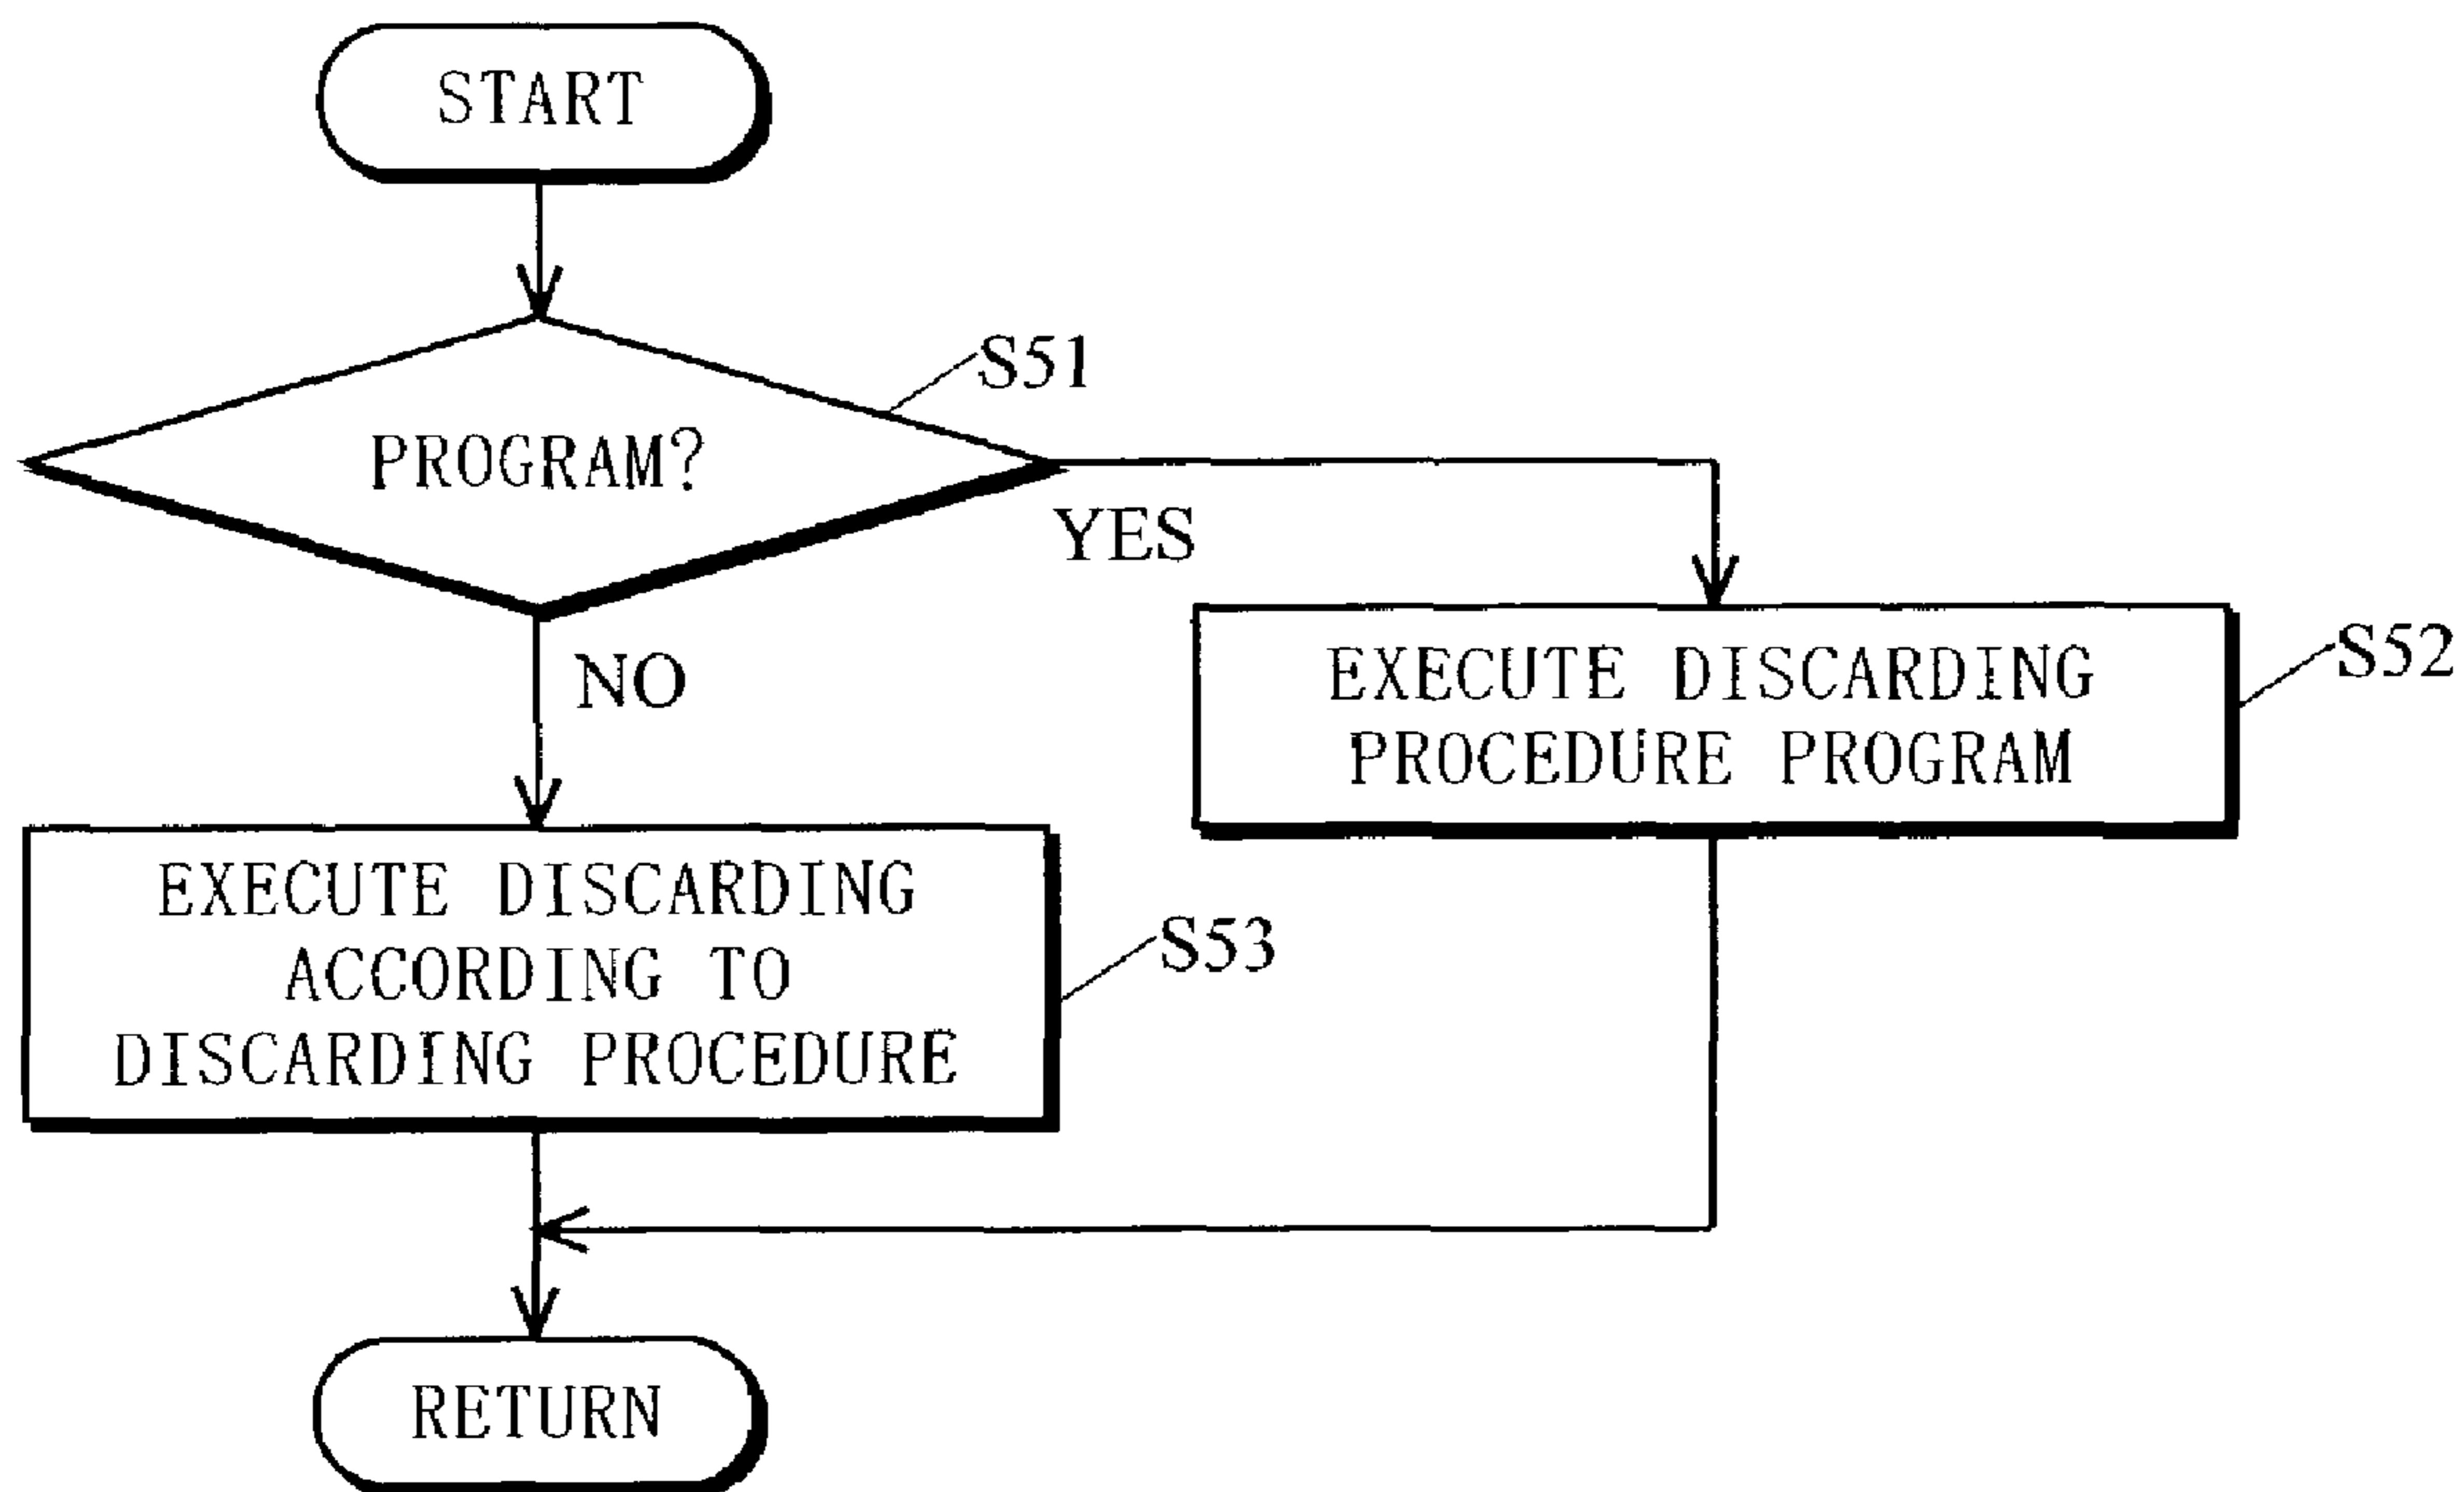 START
S51
PROGRAM?
YES
NO
EXECUTE DISCARDING
PROCEDURE PROGRAM
S52
EXECUTE DISCARDING
ACCORDING TO
DISCARDING PROCEDURE
S53
RETURN